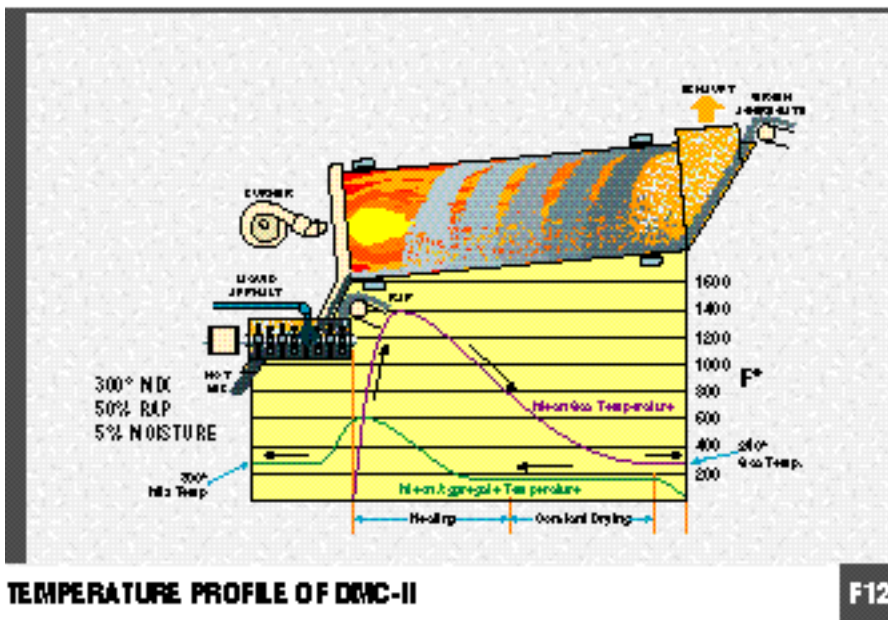 EXHAUST
VIRGIN
AGGREGATE
BURNER
LIQUID
ASPHALT
RAP
HOT
MIX
1600
1400
1200
1000
800
600
400
200
F°
300° MIX
50% RAP
5% MOISTURE
Mean Gas Temperature
300°
Mix Temp
Gas Temp.
Mean Aggregate Temperature
Heating
Constant Drying
TEMPERATURE PROFILE OF DMC-II
F12